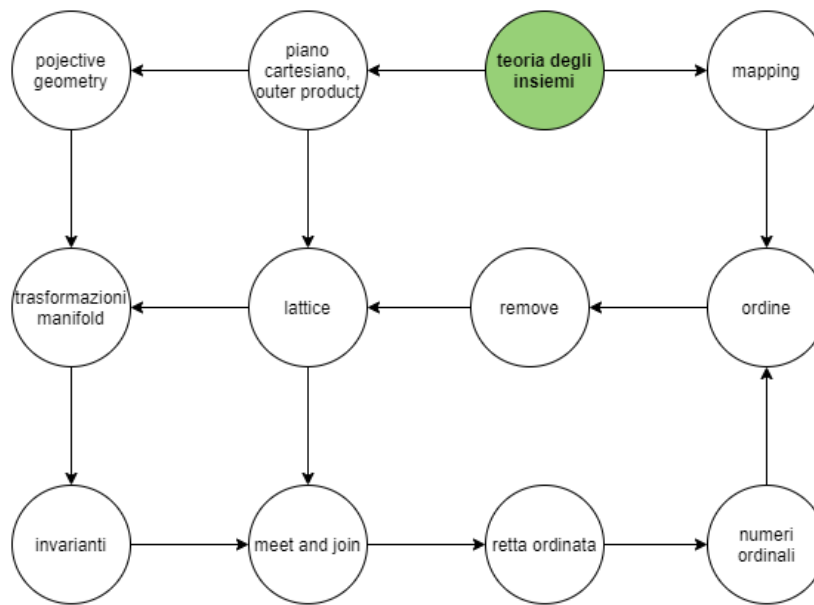 pojective
geometry
piano
cartesiano,
outer product
teoria degli
insiemi
mapping
trasformazioni
manifold
lattice
remove
ordine
invarianti
meet and join
retta ordinata
numeri
ordinali